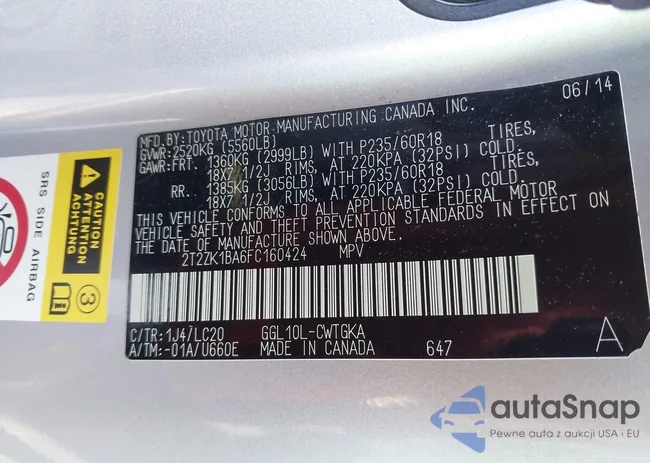 06/14
MFD. BY: TOYOTA MOTOR MANUFACTURING CANADA INC.
GVWR: 2520KG (5560LB)
GAWR: FRT. 1360KG (2999LB) WITH P235/60R18 TIRES,
18X7 1/2J RIMS, AT 220KPA (32PSI) COLD.
RR. 1385KG (3056LB) WITH P235/60R18 TIRES,
18X7 1/2J RIMS, AT 220KPA (32PSI) COLD.
THIS VEHICLE CONFORMS TO ALL APPLICABLE FEDERAL MOTOR
VEHICLE SAFETY AND THEFT PREVENTION STANDARDS IN EFFECT ON
THE DATE OF MANUFACTURE SHOWN ABOVE.
2T2ZK1BA6FC160424 MPV
C/TR: 1J4/LC20 GGL10L-CWTGKA
A/TM: -01A/U660E MADE IN CANADA 647 A
SRS SIDE AIRBAG
CAUTION
ATTENTION
ACHTUNG
3
autoSnap
Pewne auta z aukcji USA i EU